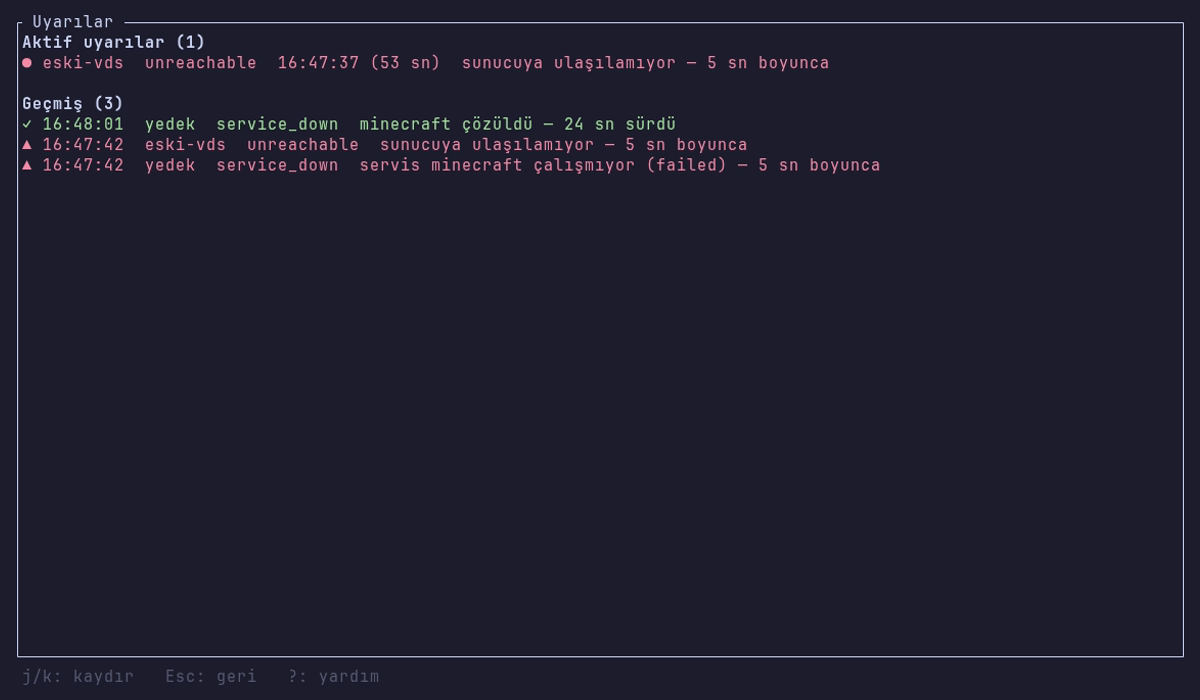 Uyarılar
Aktif uyarılar (1)
● eski-vds  unreachable  16:47:37 (53 sn)  sunucuya ulaşılamıyor — 5 sn boyunca
Geçmiş (3)
✓ 16:48:01  yedek  service_down  minecraft çözüldü — 24 sn sürdü
▲ 16:47:42  eski-vds  unreachable  sunucuya ulaşılamıyor — 5 sn boyunca
▲ 16:47:42  yedek  service_down  servis minecraft çalışmıyor (failed) — 5 sn boyunca
j/k: kaydır   Esc: geri   ?: yardım